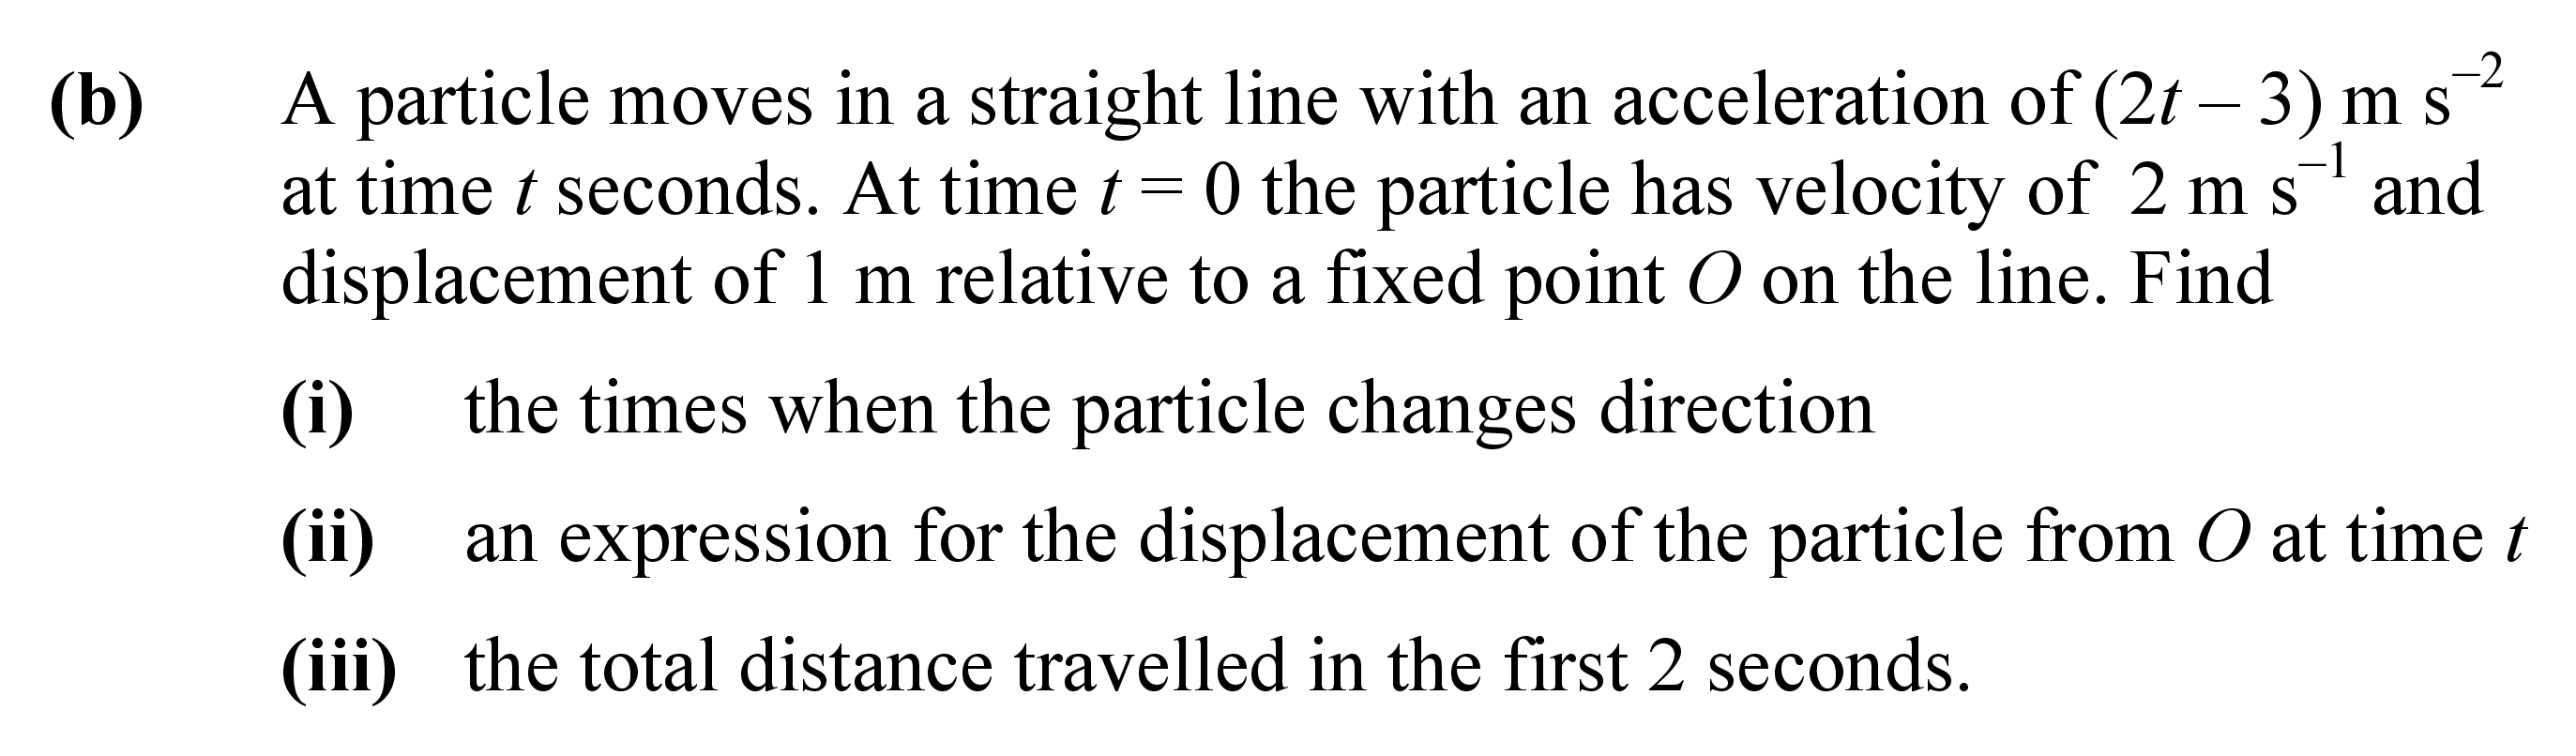 (b) A particle moves in a straight line with an acceleration of (2t – 3) m s⁻²
at time t seconds. At time t = 0 the particle has velocity of 2 m s⁻¹ and
displacement of 1 m relative to a fixed point O on the line. Find
(i) the times when the particle changes direction
(ii) an expression for the displacement of the particle from O at time t
(iii) the total distance travelled in the first 2 seconds.